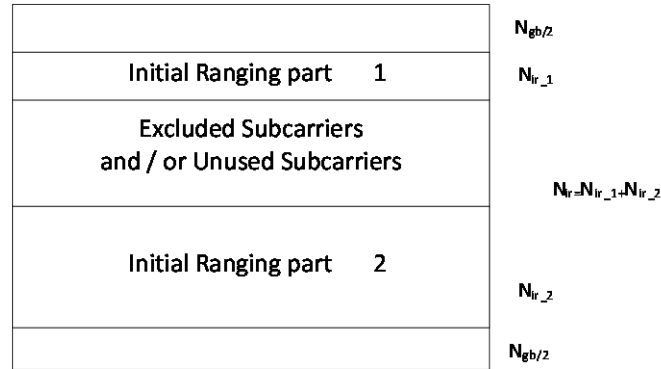 N_gb/2
Initial Ranging part 1
N_ir_1
Excluded Subcarriers
and / or Unused Subcarriers
N_ir=N_ir_1+N_ir_2
Initial Ranging part 2
N_ir_2
N_gb/2